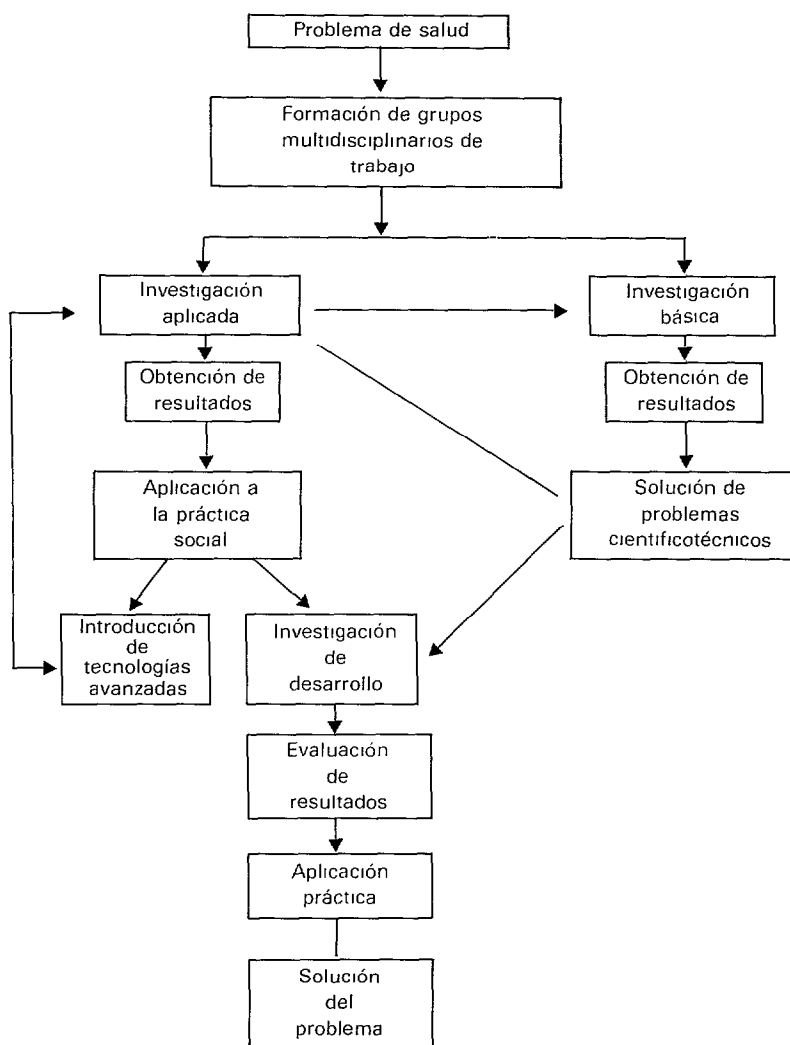 Problema de salud
Formación de grupos
multidisciplinarios de
trabajo
Investigación
aplicada
Investigación
básica
Obtención de
resultados
Obtención de
resultados
Aplicación a
la práctica
social
Solución de
problemas
cientificotécnicos
Introducción
de
tecnologías
avanzadas
Investigación
de
desarrollo
Evaluación
de
resultados
Aplicación
práctica
Solución
del
problema